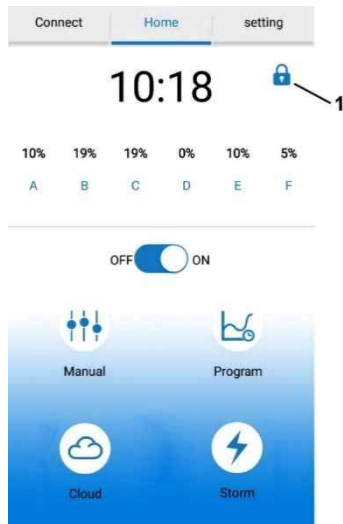 Connect Home setting
10:18
1
10% 19% 19% 0% 10% 5%
A B C D E F
OFF ON
Manual Program
Cloud Storm